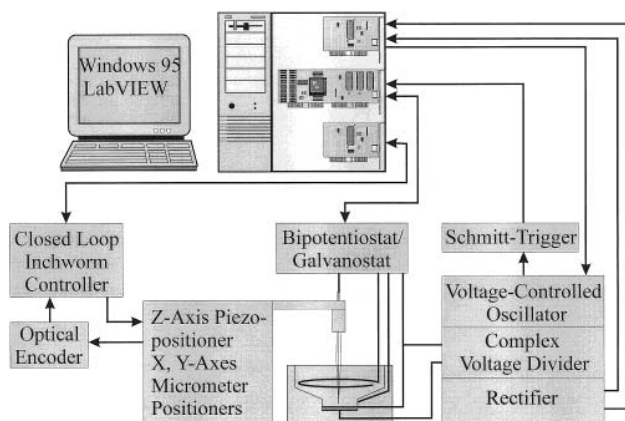 Windows 95
LabVIEW
Closed Loop
Inchworm
Controller
Optical
Encoder
Z-Axis Piezo-
positioner
X, Y-Axes
Micrometer
Positioners
Bipotentiostat/
Galvanostat
Schmitt-Trigger
Voltage-Controlled
Oscillator
Complex
Voltage Divider
Rectifier